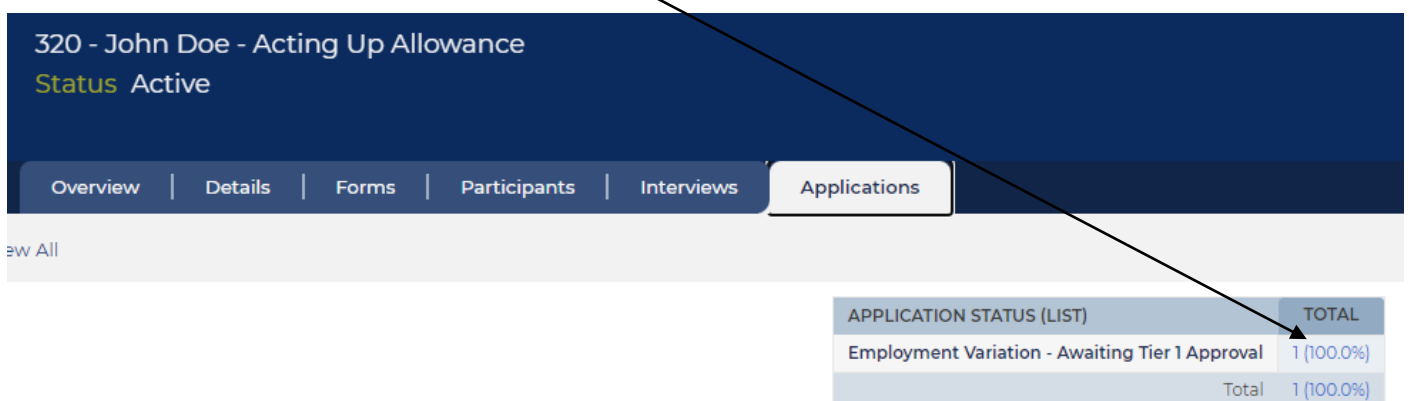 320 - John Doe - Acting Up Allowance
Status Active
Overview | Details | Forms | Participants | Interviews Applications
ew All
APPLICATION STATUS (LIST) TOTAL
Employment Variation - Awaiting Tier 1 Approval 1 (100.0%)
Total 1 (100.0%)